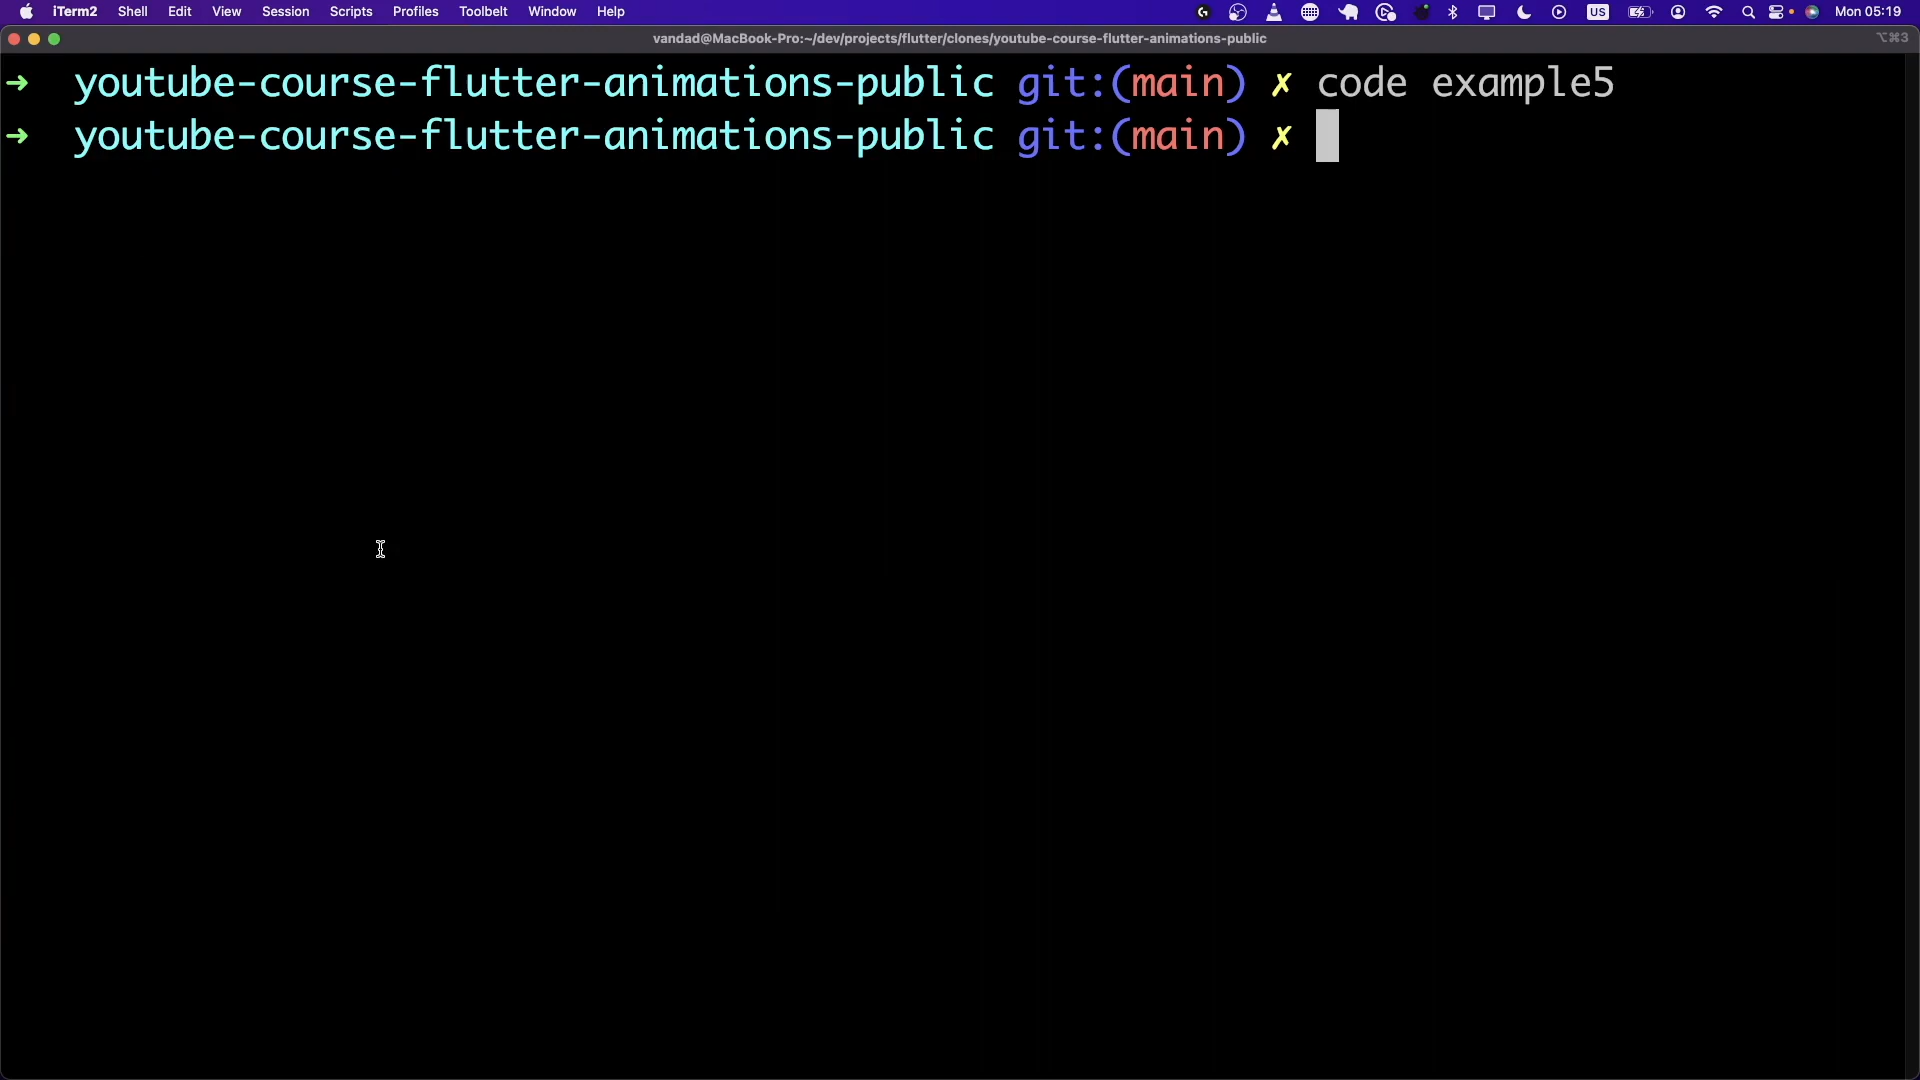 iTerm2 Shell Edit View Session Scripts Profiles Toolbelt Window Help US Mon 05:19
vandad@MacBook-Pro:~/dev/projects/flutter/clones/youtube-course-flutter-animations-public ⌥⌘3
➜ youtube-course-flutter-animations-public git:(main) ✗ code example5
➜ youtube-course-flutter-animations-public git:(main) ✗